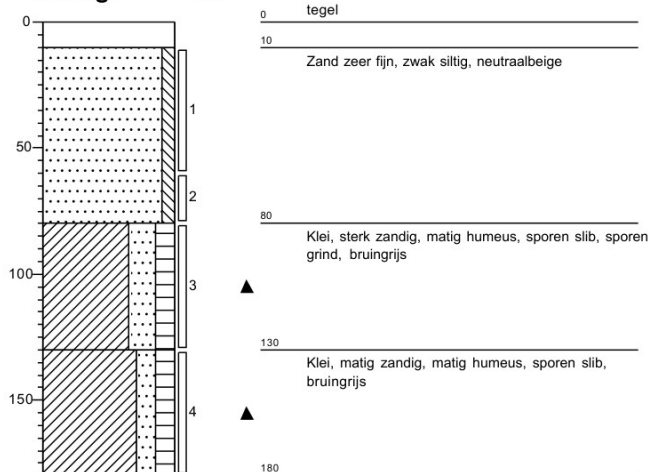 0
50
100
150
1
2
3
4
0
tegel
10
Zand zeer fijn, zwak siltig, neutraalbeige
80
Klei, sterk zandig, matig humeus, sporen slib, sporen
grind, bruingrijs
130
Klei, matig zandig, matig humeus, sporen slib,
bruingrijs
180